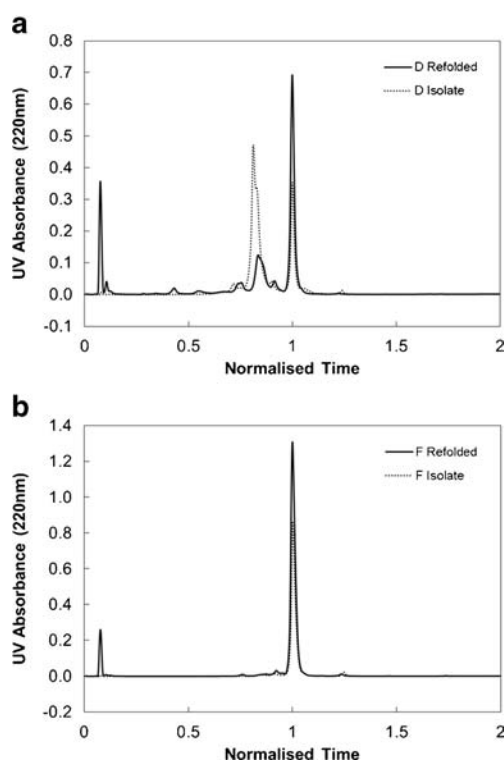 a
0.8
0.7
0.6
0.5
0.4
0.3
0.2
0.1
0.0
-0.1
UV Absorbance (220nm)
D Refolded
D Isolate
0
0.5
1
1.5
2
Normalised Time
b
1.4
1.2
1.0
0.8
0.6
0.4
0.2
0.0
-0.2
UV Absorbance (220nm)
F Refolded
F Isolate
0
0.5
1
1.5
2
Normalised Time